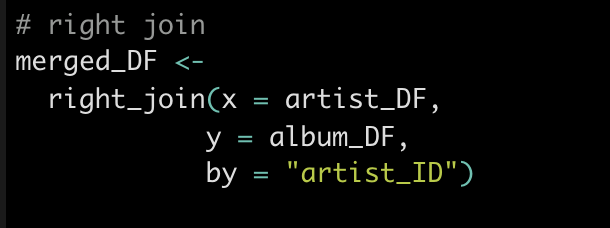 # right join
merged_DF <-
right_join(x = artist_DF,
y = album_DF,
by = "artist_ID")